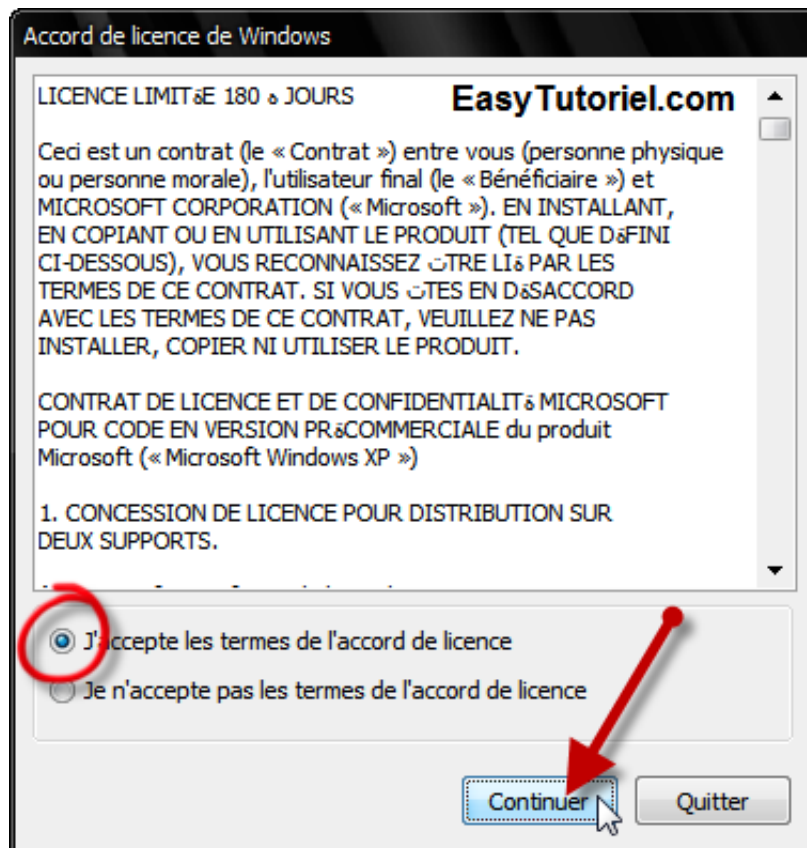 Accord de licence de Windows
LICENCE LIMITةE 180 ة JOURS
EasyTutoriel.com
Ceci est un contrat (le « Contrat ») entre vous (personne physique
ou personne morale), l'utilisateur final (le « Bénéficiaire ») et
MICROSOFT CORPORATION (« Microsoft »). EN INSTALLANT,
EN COPIANT OU EN UTILISANT LE PRODUIT (TEL QUE DةFINI
CI-DESSOUS), VOUS RECONNAISSEZ تTRE LIة PAR LES
TERMES DE CE CONTRAT. SI VOUS تTES EN DةSACCORD
AVEC LES TERMES DE CE CONTRAT, VEUILLEZ NE PAS
INSTALLER, COPIER NI UTILISER LE PRODUIT.
CONTRAT DE LICENCE ET DE CONFIDENTIALITة MICROSOFT
POUR CODE EN VERSION PRةCOMMERCIALE du produit
Microsoft (« Microsoft Windows XP »)
1. CONCESSION DE LICENCE POUR DISTRIBUTION SUR
DEUX SUPPORTS.
J'accepte les termes de l'accord de licence
Je n'accepte pas les termes de l'accord de licence
Continuer
Quitter